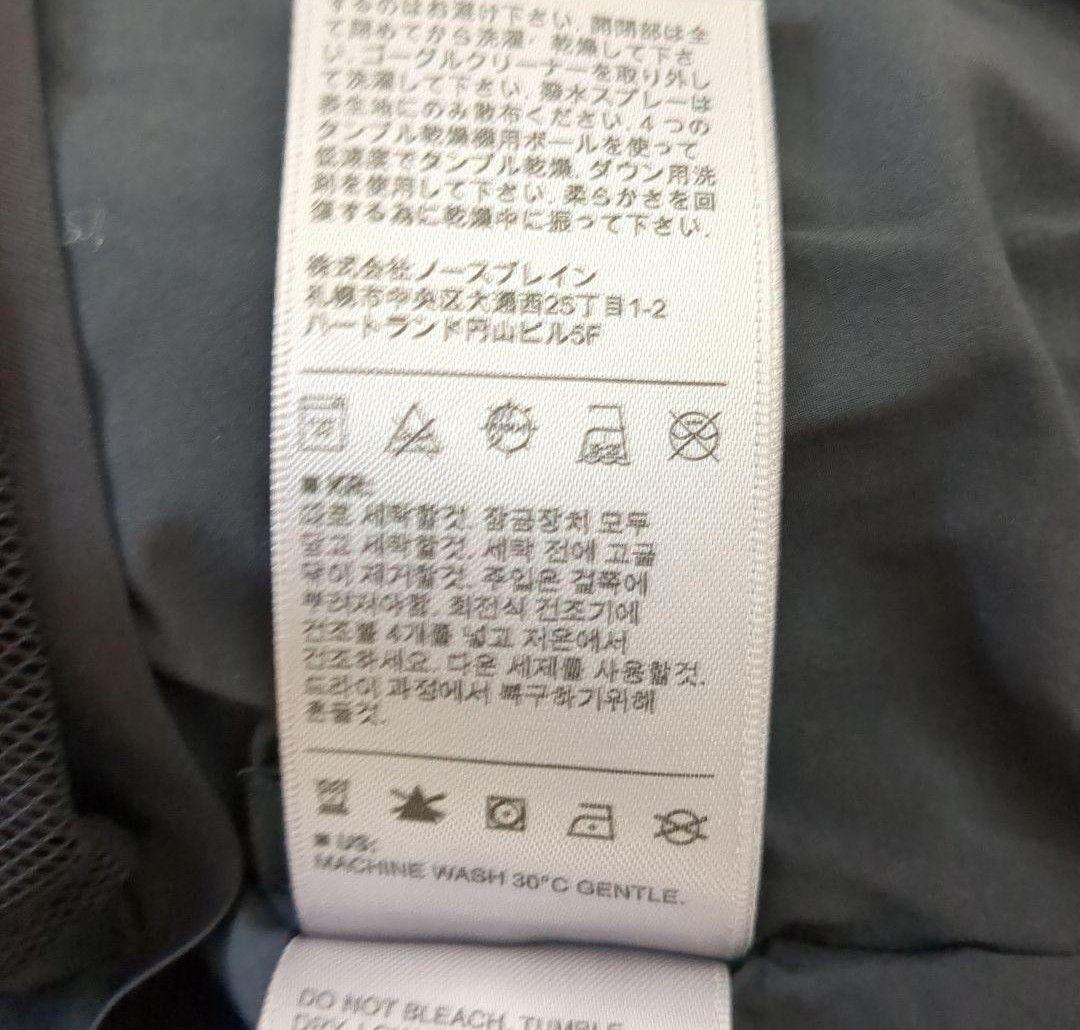 するのはお避け下さい. 開閉部は全
て閉めてから洗濯・乾燥して下さ
い. ゴーグルクリーナーを取り外し
て洗濯して下さい. 撥水スプレーは
再生時にのみ散布ください. 4つの
タンブル乾燥機用ボールを使って
低温度でタンブル乾燥. ダウン用洗
剤を使用して下さい. 柔らかさを回
復する為に乾燥中に振って下さい.
株式会社ノースブレイン
札幌市中央区大通西25丁目1-2
ハートランド円山ビル5F
■ KR:
따로 세탁할것. 잠금장치 모두
닫고 세탁할것. 세탁 전에 고글
닦이 제거할것. 주입은 겉쪽에
뿌려져야함. 회전식 건조기에
건조볼 4개를 넣고 저온에서
건조하세요. 다운 세제를 사용할것.
드라이 과정에서 복구하기위해
흔들것.
■ US:
MACHINE WASH 30°C GENTLE.
DO NOT BLEACH. TUMBLE